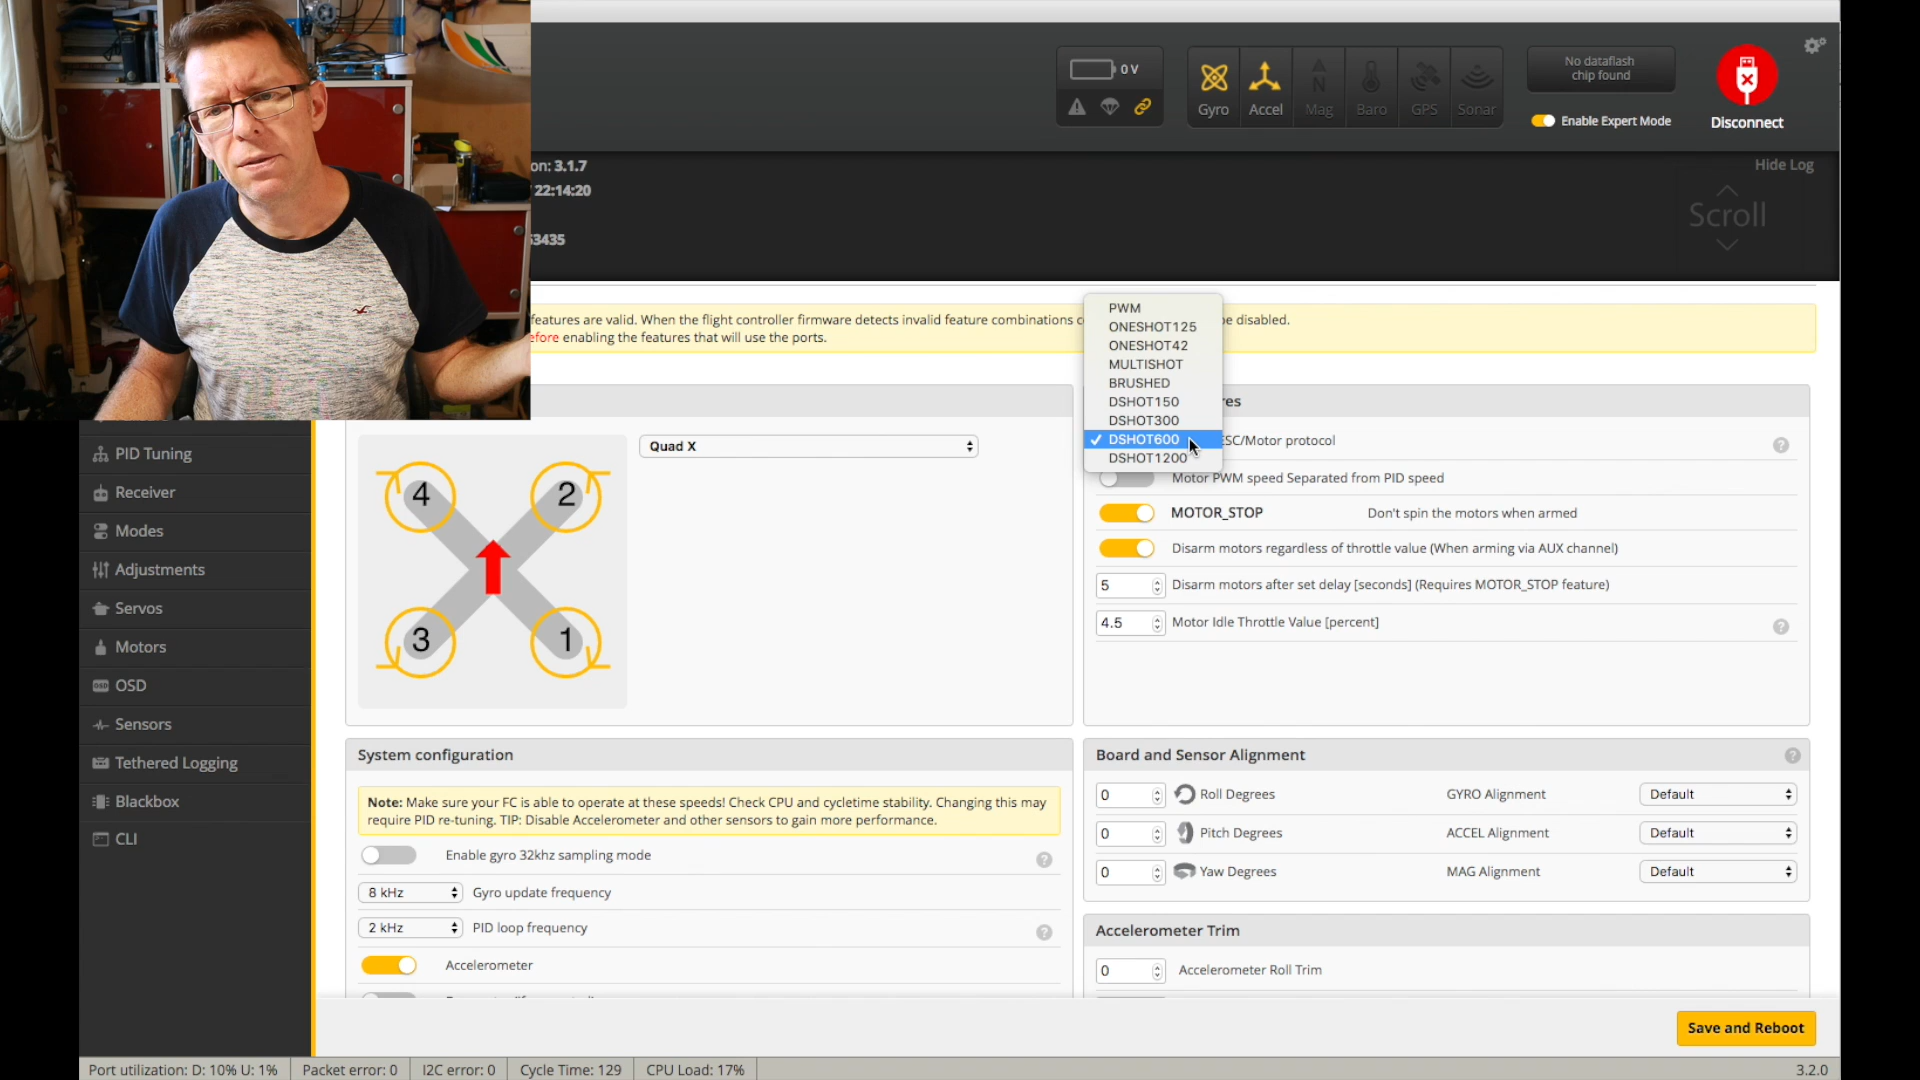 0 V
Gyro
Accel
Mag
Baro
GPS
Sonar
No dataflash
chip found
Enable Expert Mode
Disconnect
on: 3.1.7
22:14:20
53435
Hide Log
Scroll
features are valid. When the flight controller firmware detects invalid feature combinations c
be disabled.
efore enabling the features that will use the ports.
PWM
ONESHOT125
ONESHOT42
MULTISHOT
BRUSHED
DSHOT150
DSHOT300
DSHOT600
DSHOT1200
res
ESC/Motor protocol
Motor PWM speed Separated from PID speed
MOTOR_STOP Don't spin the motors when armed
Disarm motors regardless of throttle value (When arming via AUX channel)
5 Disarm motors after set delay [seconds] (Requires MOTOR_STOP feature)
4.5 Motor Idle Throttle Value [percent]
Quad X
4
2
3
1
PID Tuning
Receiver
Modes
Adjustments
Servos
Motors
OSD
Sensors
Tethered Logging
Blackbox
CLI
System configuration
Note: Make sure your FC is able to operate at these speeds! Check CPU and cycletime stability. Changing this may
require PID re-tuning. TIP: Disable Accelerometer and other sensors to gain more performance.
Enable gyro 32khz sampling mode
8 kHz Gyro update frequency
2 kHz PID loop frequency
Accelerometer
Board and Sensor Alignment
0 Roll Degrees GYRO Alignment Default
0 Pitch Degrees ACCEL Alignment Default
0 Yaw Degrees MAG Alignment Default
Accelerometer Trim
0 Accelerometer Roll Trim
Save and Reboot
Port utilization: D: 10% U: 1% Packet error: 0 I2C error: 0 Cycle Time: 129 CPU Load: 17% 3.2.0